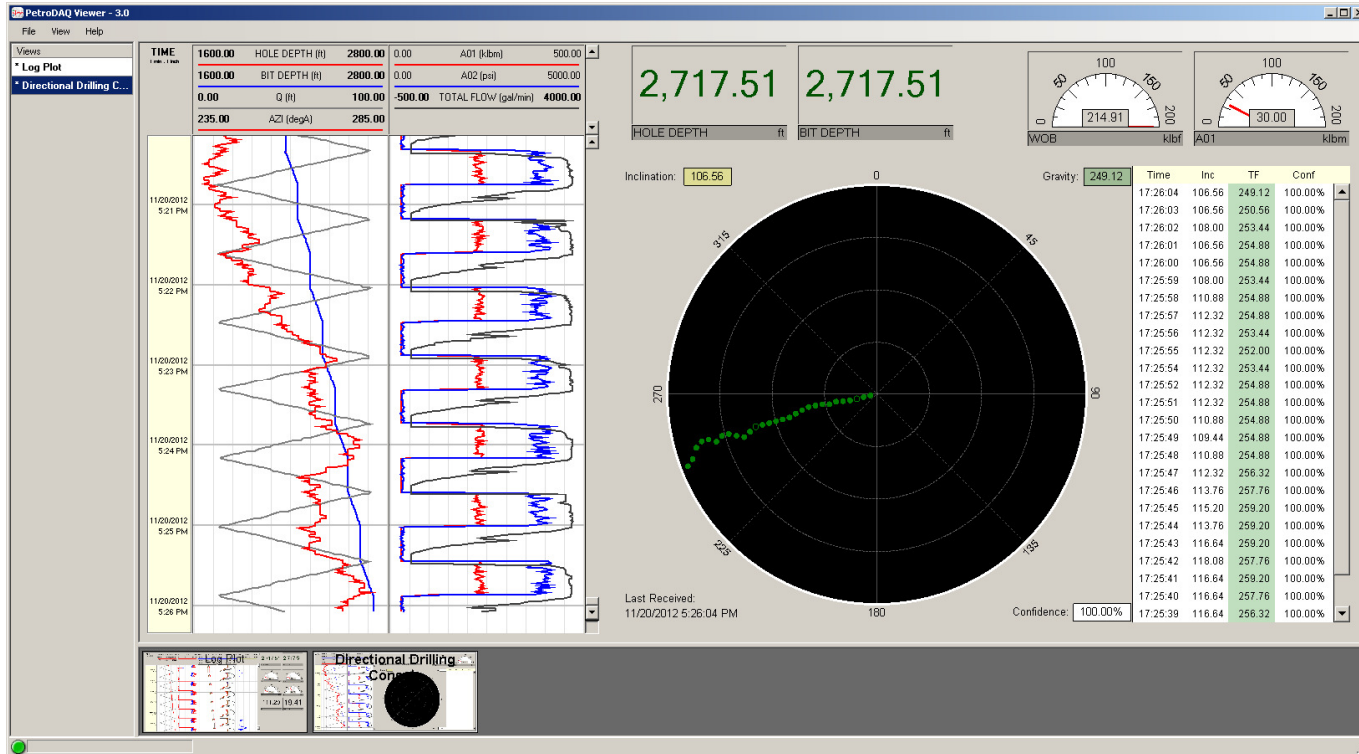 PetroDAQ Viewer - 3.0
File View Help
Views
* Log Plot
* Directional Drilling C...
TIME
1 min - 1 inch
1600.00 HOLE DEPTH (ft) 2800.00
1600.00 BIT DEPTH (ft) 2800.00
0.00 Q (ft) 100.00
235.00 AZI (degA) 285.00
0.00 A01 (klbm) 500.00
0.00 A02 (psi) 5000.00
-500.00 TOTAL FLOW (gal/min) 4000.00
11/20/2012
5:21 PM
11/20/2012
5:22 PM
11/20/2012
5:23 PM
11/20/2012
5:24 PM
11/20/2012
5:25 PM
11/20/2012
5:26 PM
2,717.51
HOLE DEPTH ft
2,717.51
BIT DEPTH ft
0 50 100 150 200
214.91
WOB klbf
0 50 100 150 200
30.00
A01 klbm
Inclination: 106.56
Gravity: 249.12
0
45
90
135
180
225
270
315
Last Received:
11/20/2012 5:26:04 PM
Confidence: 100.00%
Time Inc TF Conf
17:26:04 106.56 249.12 100.00%
17:26:03 106.56 250.56 100.00%
17:26:02 108.00 253.44 100.00%
17:26:01 106.56 254.88 100.00%
17:26:00 106.56 254.88 100.00%
17:25:59 108.00 253.44 100.00%
17:25:58 110.88 254.88 100.00%
17:25:57 112.32 254.88 100.00%
17:25:56 112.32 253.44 100.00%
17:25:55 112.32 252.00 100.00%
17:25:54 112.32 253.44 100.00%
17:25:52 112.32 254.88 100.00%
17:25:51 112.32 254.88 100.00%
17:25:50 110.88 254.88 100.00%
17:25:49 109.44 254.88 100.00%
17:25:48 110.88 254.88 100.00%
17:25:47 112.32 256.32 100.00%
17:25:46 113.76 257.76 100.00%
17:25:45 115.20 259.20 100.00%
17:25:44 113.76 259.20 100.00%
17:25:43 116.64 259.20 100.00%
17:25:42 118.08 257.76 100.00%
17:25:41 116.64 259.20 100.00%
17:25:40 116.64 257.76 100.00%
17:25:39 116.64 256.32 100.00%
Log Plot
Directional Drilling